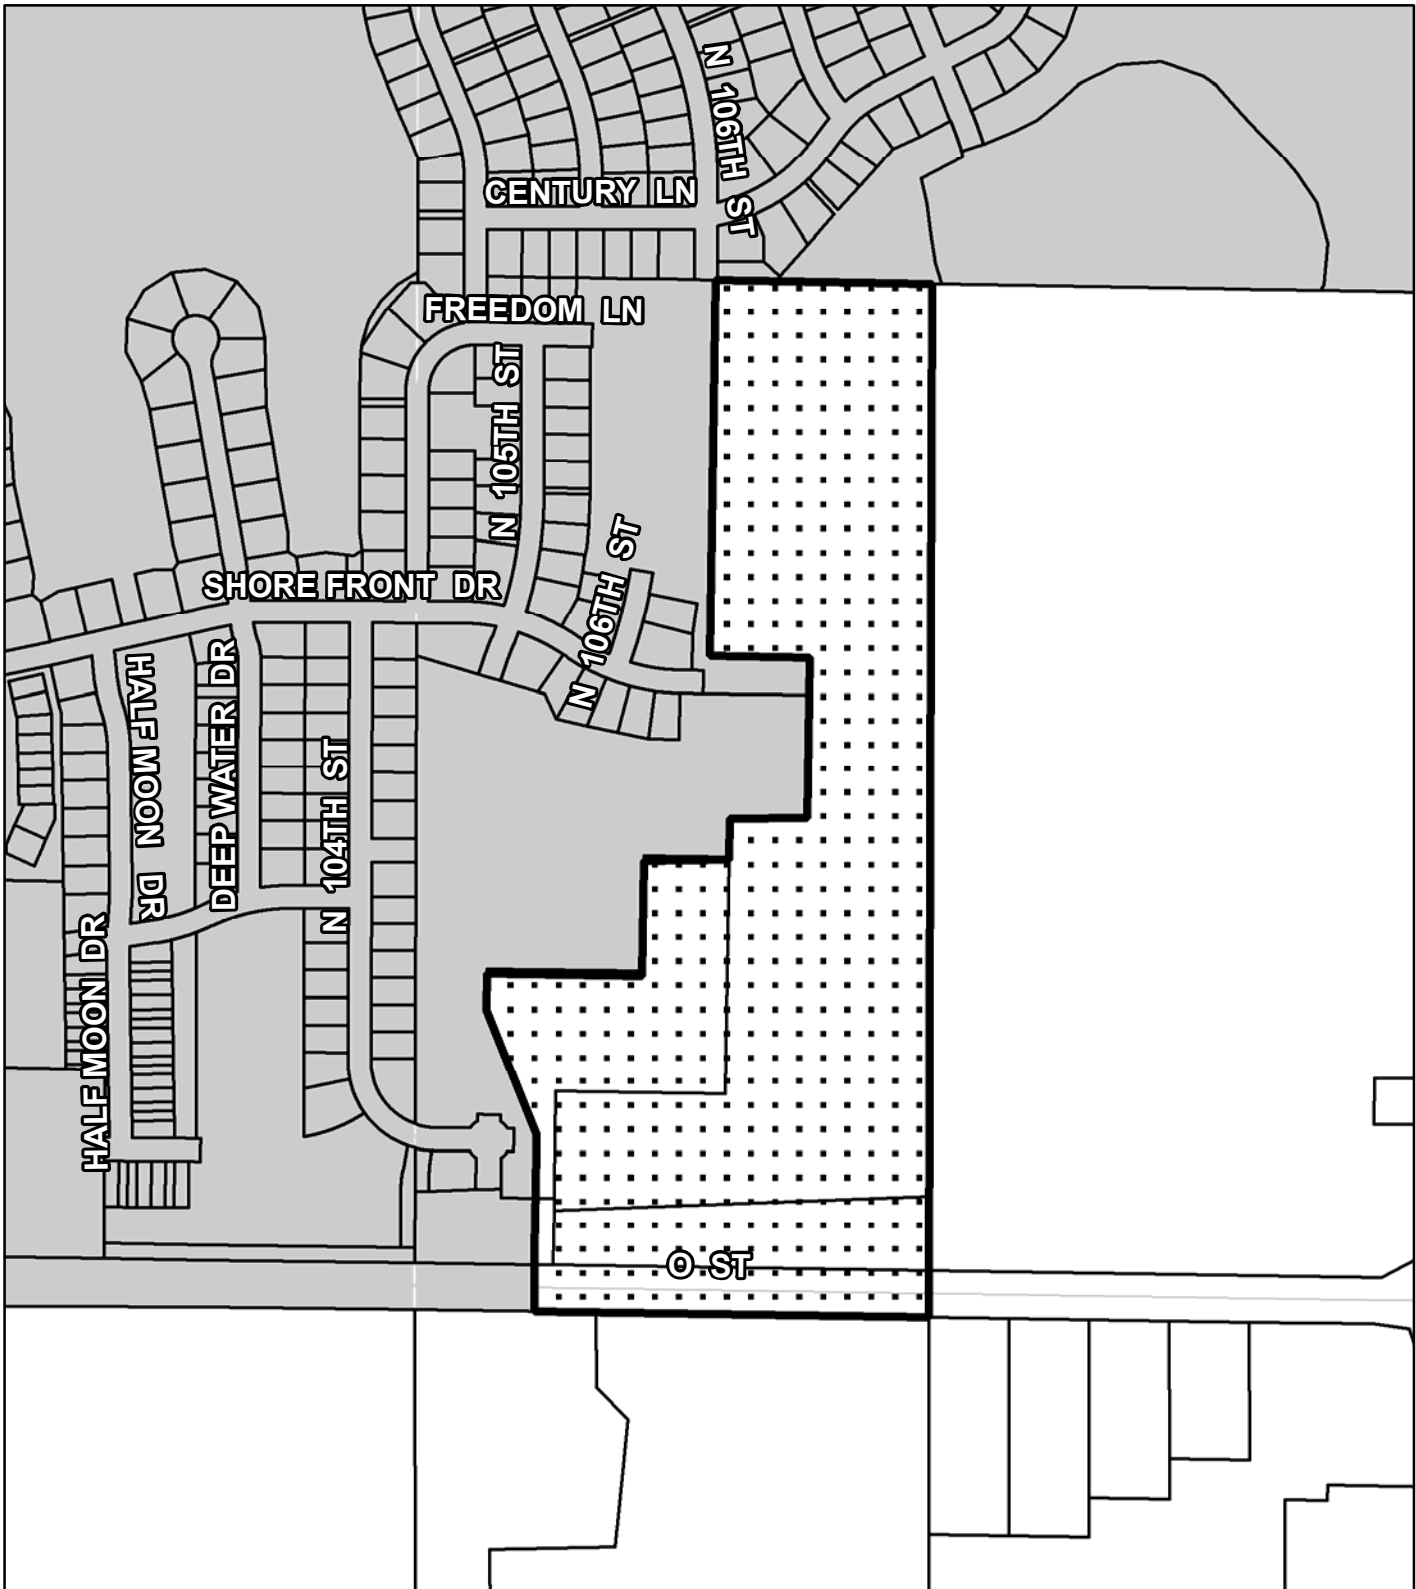 N 106TH ST
CENTURY LN
FREEDOM LN
N 105TH ST
N 106TH ST
SHORE FRONT DR
HALF MOON DR
DEEP WATER DR
N 104TH ST
HALF MOON DR
O ST